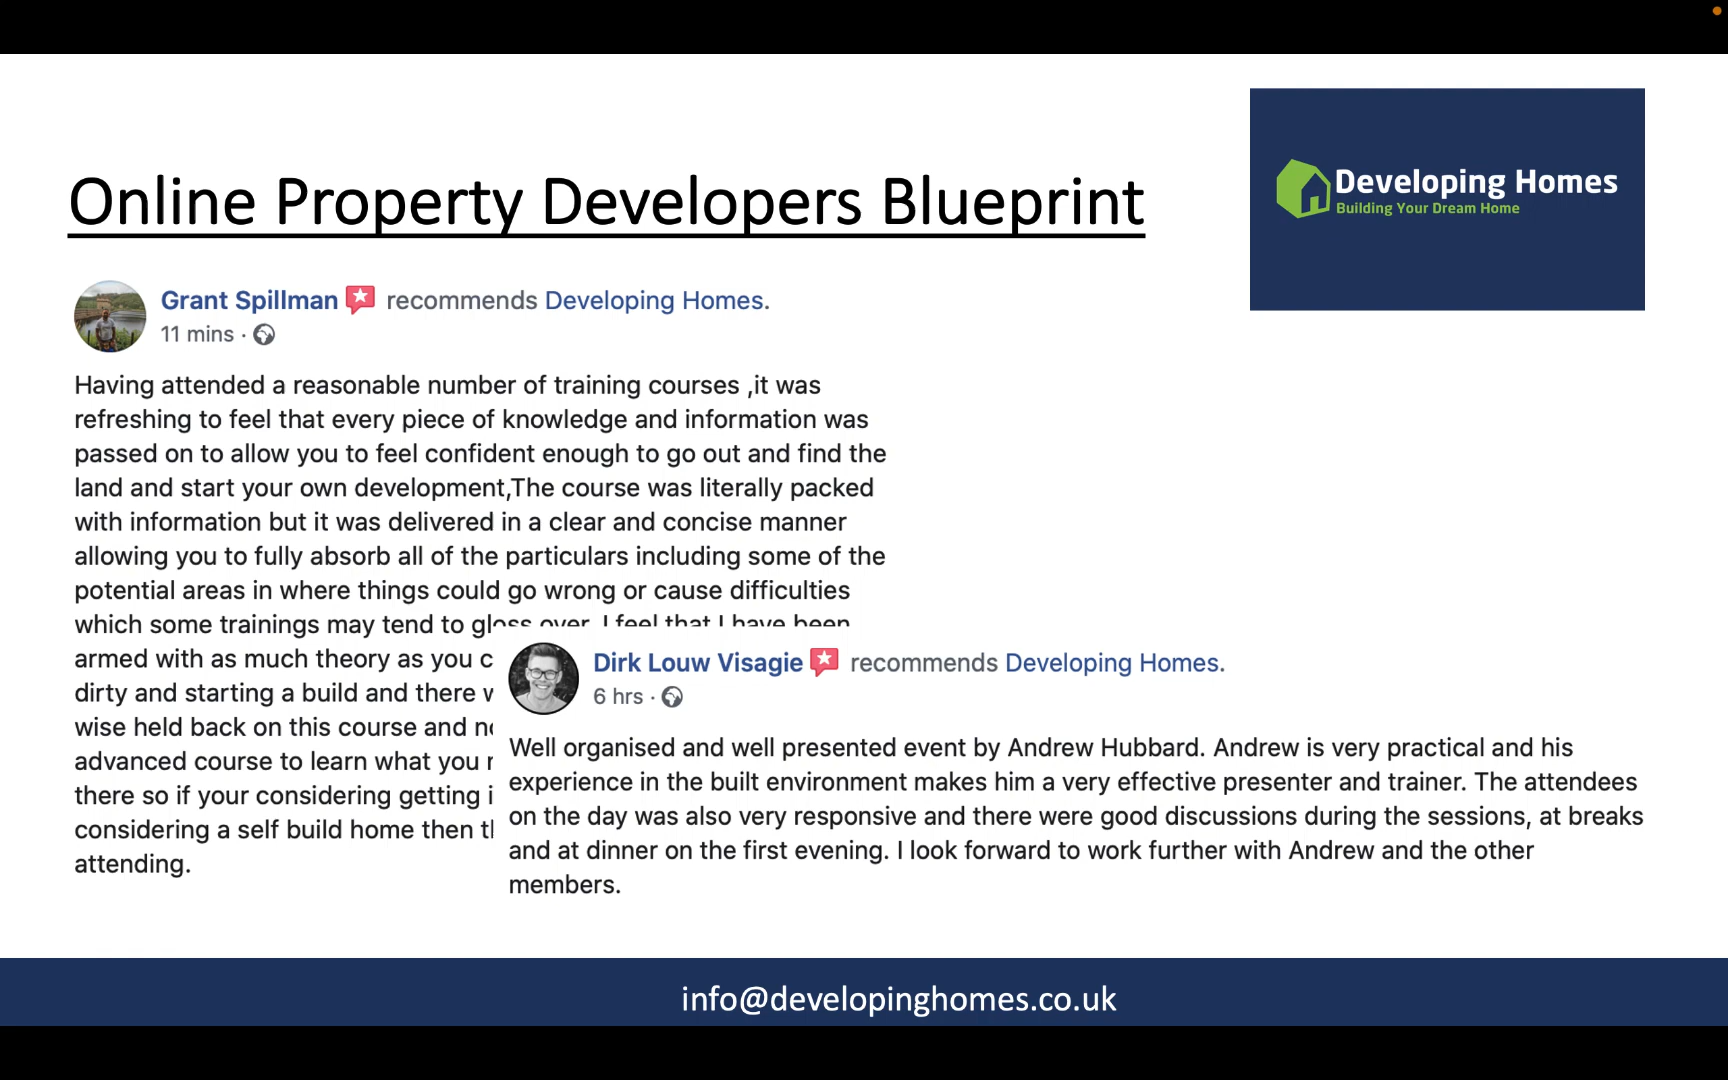 Developing Homes
Building Your Dream Home
Online Property Developers Blueprint
Grant Spillman recommends Developing Homes.
11 mins ·
Having attended a reasonable number of training courses ,it was
refreshing to feel that every piece of knowledge and information was
passed on to allow you to feel confident enough to go out and find the
land and start your own development,The course was literally packed
with information but it was delivered in a clear and concise manner
allowing you to fully absorb all of the particulars including some of the
potential areas in where things could go wrong or cause difficulties
which some trainings may tend to gloss over. I feel that I have been
armed with as much theory as you
dirty and starting a build and there
wise held back on this course and
advanced course to learn what you
there so if your considering getting
considering a self build home then
attending.
Dirk Louw Visagie recommends Developing Homes.
6 hrs ·
Well organised and well presented event by Andrew Hubbard. Andrew is very practical and his
experience in the built environment makes him a very effective presenter and trainer. The attendees
on the day was also very responsive and there were good discussions during the sessions, at breaks
and at dinner on the first evening. I look forward to work further with Andrew and the other
members.
info@developinghomes.co.uk